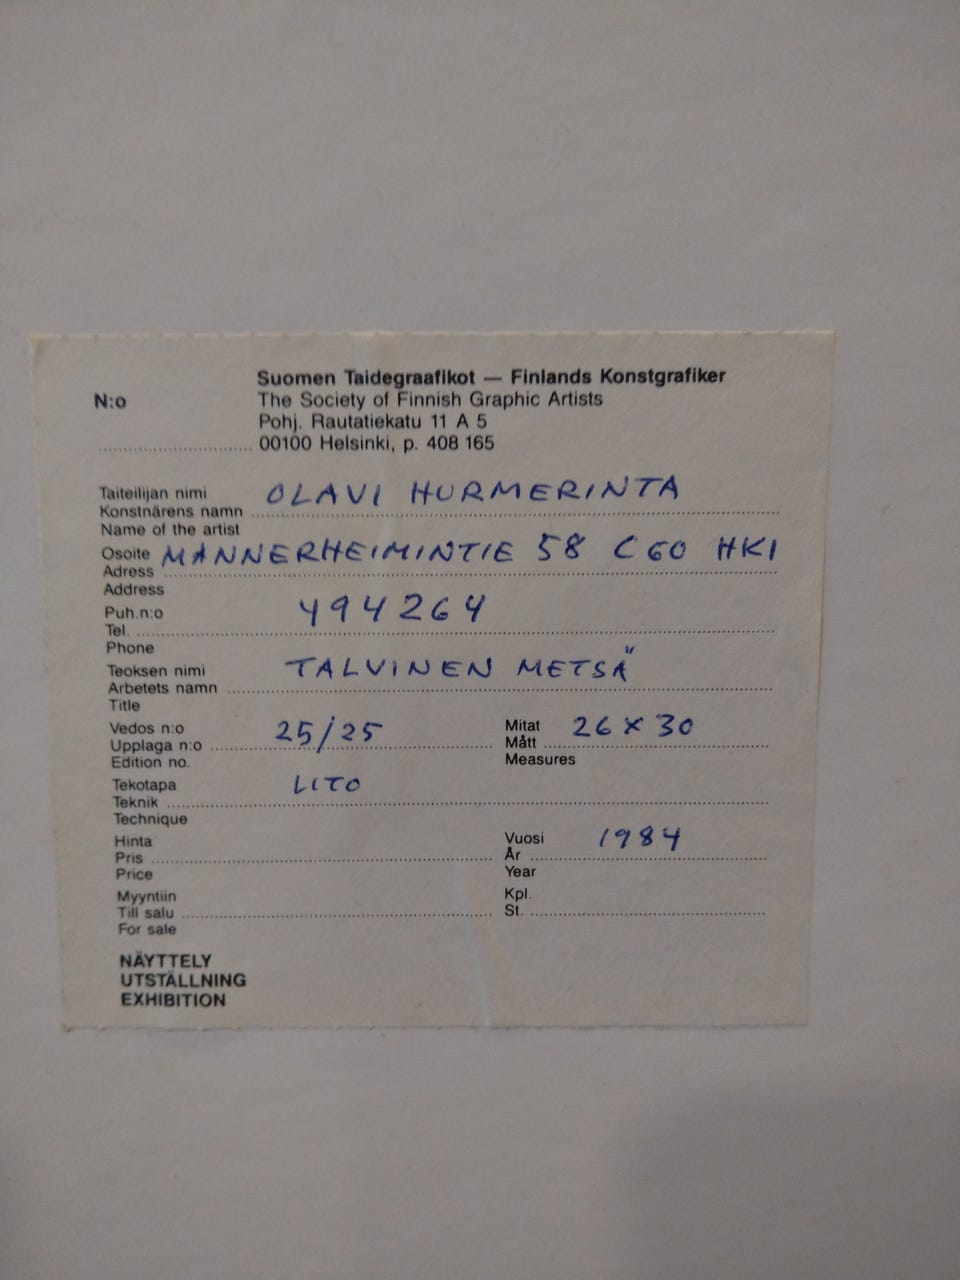 Suomen Taidegraafikot — Finlands Konstgrafiker
N:o The Society of Finnish Graphic Artists
Pohj. Rautatiekatu 11 A 5
00100 Helsinki, p. 408 165
Taiteilijan nimi OLAVI HURMERINTA
Konstnärens namn
Name of the artist
Osoite MANNERHEIMINTIE 58 C 60 HKI
Adress
Address
Puh.n:o 494264
Tel.
Phone
Teoksen nimi TALVINEN METSÄ
Arbetets namn
Title
Vedos n:o 25/25 Mitat 26 x 30
Upplaga n:o Mått
Edition no. Measures
Tekotapa LITO
Teknik
Technique
Hinta Vuosi 1984
Pris År
Price Year
Myyntiin Kpl.
Till salu St.
For sale
NÄYTTELY
UTSTÄLLNING
EXHIBITION